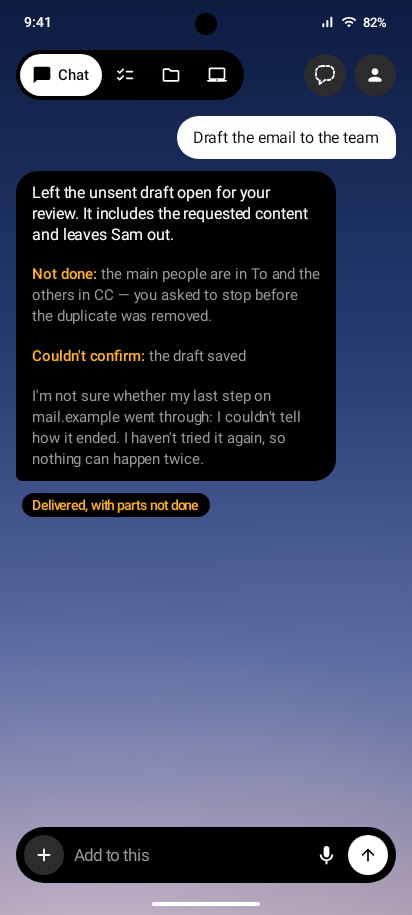 9:41
82%
Chat
Draft the email to the team
Left the unsent draft open for your
review. It includes the requested content
and leaves Sam out.
Not done: the main people are in To and the
others in CC — you asked to stop before
the duplicate was removed.
Couldn't confirm: the draft saved
I'm not sure whether my last step on
mail.example went through: I couldn't tell
how it ended. I haven't tried it again, so
nothing can happen twice.
Delivered, with parts not done
Add to this